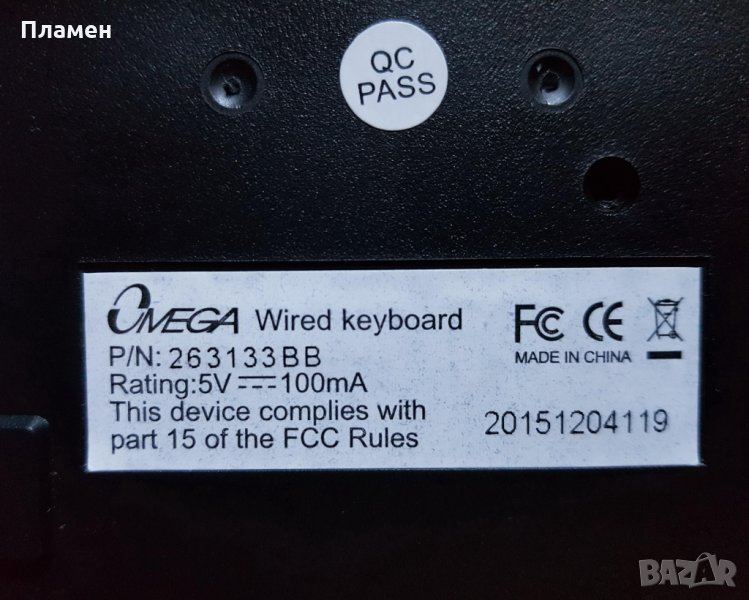 Пламен
QC
PASS
OMEGA Wired keyboard
P/N: 263133BB
Rating:5V 100mA
This device complies with
part 15 of the FCC Rules
FC CE
MADE IN CHINA
20151204119
BAZAR